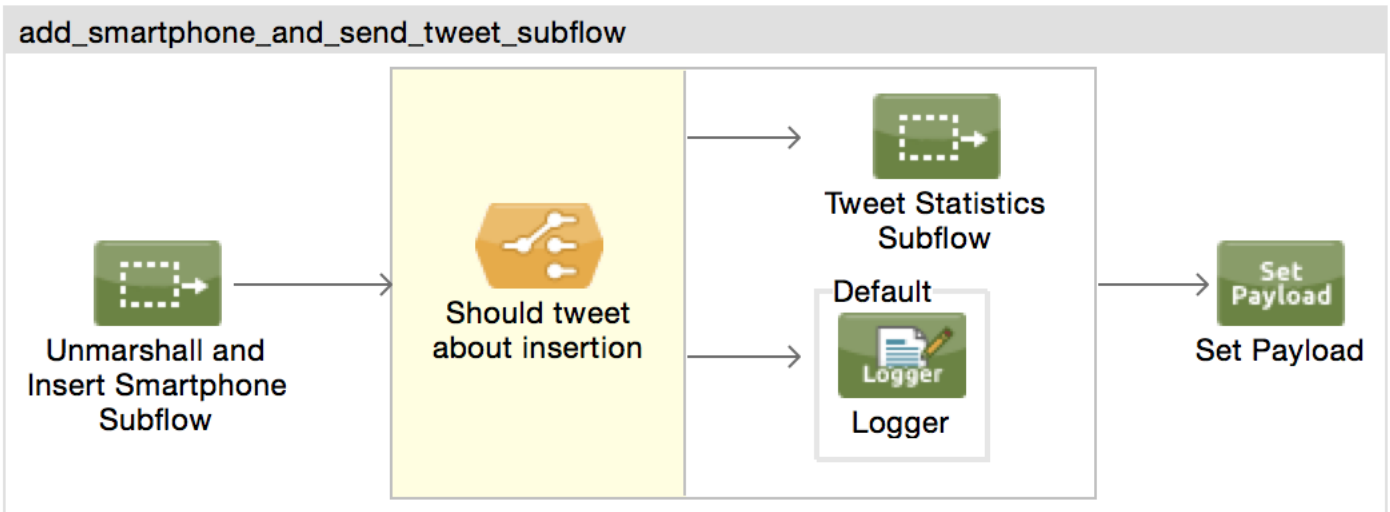 add_smartphone_and_send_tweet_subflow
Unmarshall and
Insert Smartphone
Subflow
Should tweet
about insertion
Tweet Statistics
Subflow
Default
Logger
Logger
Set
Payload
Set Payload